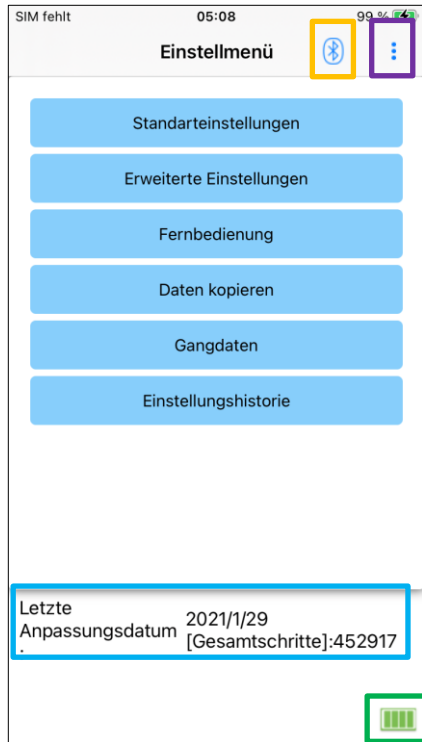 SIM fehlt 05:08 99 %
Einstellmenü
Standarteinstellungen
Erweiterte Einstellungen
Fernbedienung
Daten kopieren
Gangdaten
Einstellungshistorie
Letzte
Anpassungsdatum
:
2021/1/29
[Gesamtschritte]:452917